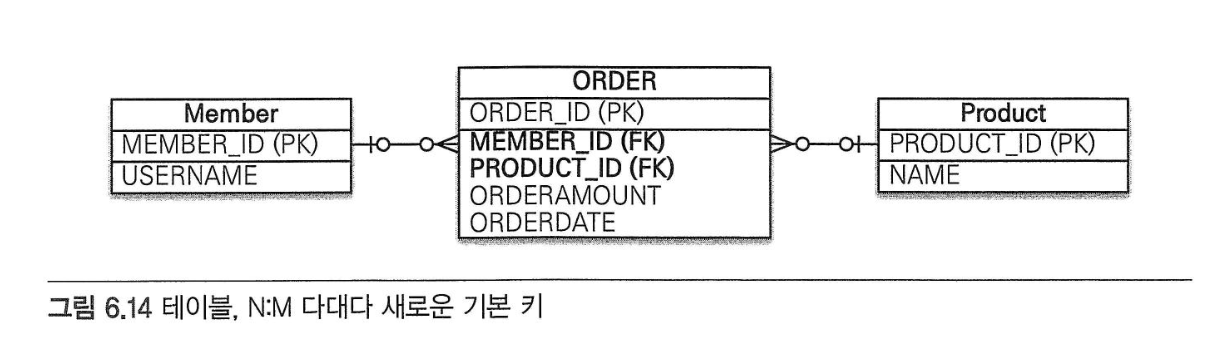 Member
MEMBER_ID (PK)
USERNAME
ORDER
ORDER_ID (PK)
MEMBER_ID (FK)
PRODUCT_ID (FK)
ORDERAMOUNT
ORDERDATE
Product
PRODUCT_ID (PK)
NAME
그림 6.14 테이블, N:M 다대다 새로운 기본 키